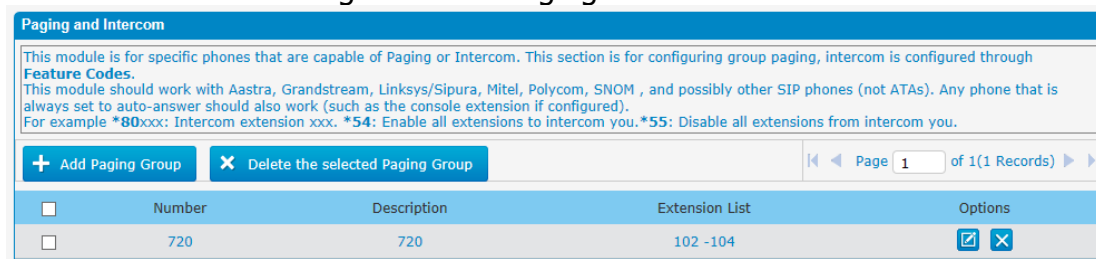 Paging and Intercom
This module is for specific phones that are capable of Paging or Intercom. This section is for configuring group paging, intercom is configured through
Feature Codes.
This module should work with Aastra, Grandstream, Linksys/Sipura, Mitel, Polycom, SNOM , and possibly other SIP phones (not ATAs). Any phone that is
always set to auto-answer should also work (such as the console extension if configured).
For example *80xxx: Intercom extension xxx. *54: Enable all extensions to intercom you.*55: Disable all extensions from intercom you.
Add Paging Group Delete the selected Paging Group Page 1 of 1(1 Records)
Number Description Extension List Options
720 720 102 -104